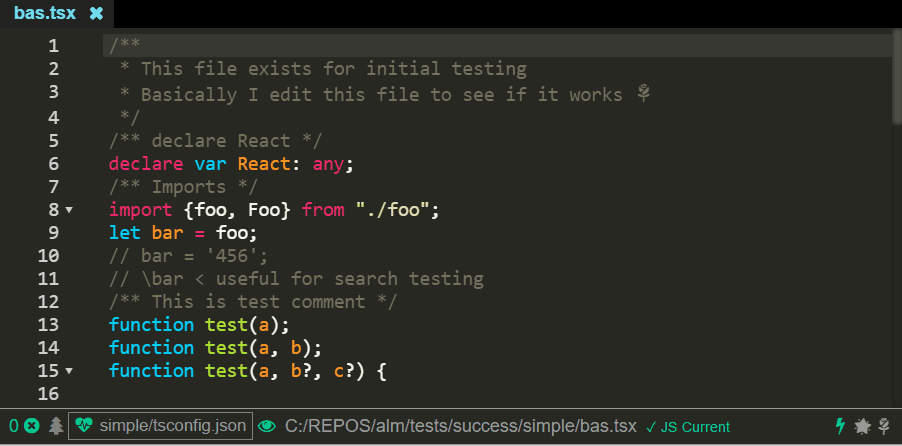 bas.tsx
1 /**
2  * This file exists for initial testing
3  * Basically I edit this file to see if it works 🌹
4  */
5 /** declare React */
6 declare var React: any;
7 /** Imports */
8 import {foo, Foo} from "./foo";
9 let bar = foo;
10 // bar = '456';
11 // \bar < useful for search testing
12 /** This is test comment */
13 function test(a);
14 function test(a, b);
15 function test(a, b?, c?) {
16
0 simple/tsconfig.json C:/REPOS/alm/tests/success/simple/bas.tsx ✓ JS Current